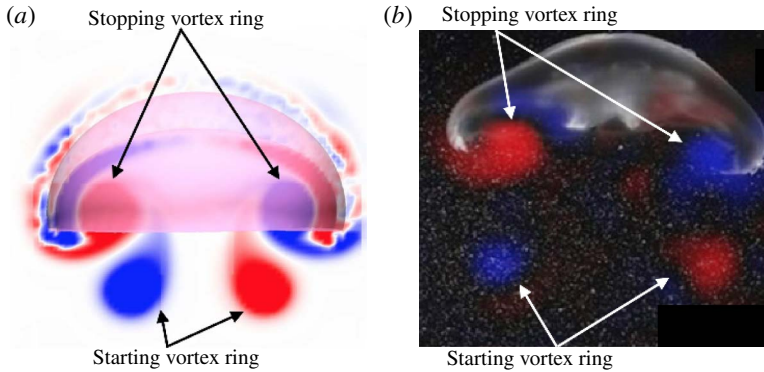 (a)
Stopping vortex ring
Starting vortex ring
(b)
Stopping vortex ring
Starting vortex ring